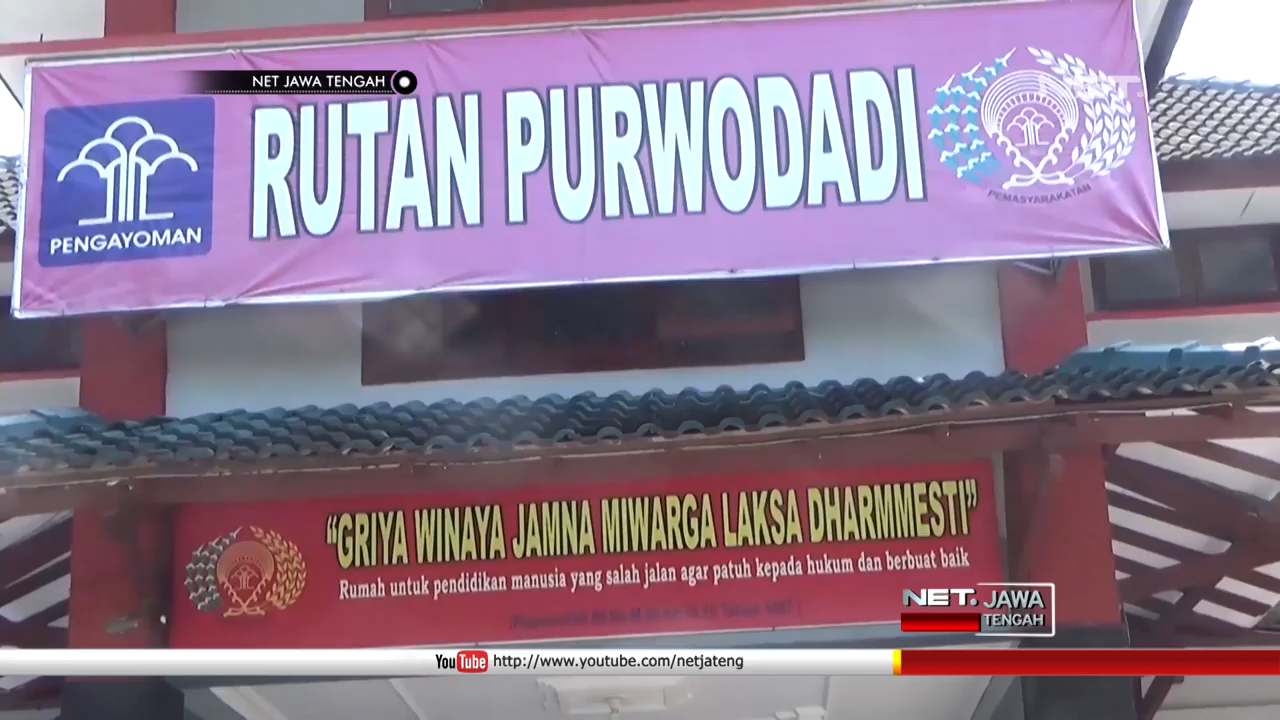 NET JAWA TENGAH
NET.
RUTAN PURWODADI
PENGAYOMAN
PEMASYARAKATAN
“GRIYA WINAYA JAMNA MIWARGA LAKSA DHARMMESTI”
Rumah untuk pendidikan manusia yang salah jalan agar patuh kepada hukum dan berbuat baik
NET. JAWA
TENGAH
YouTube http://www.youtube.com/netjateng